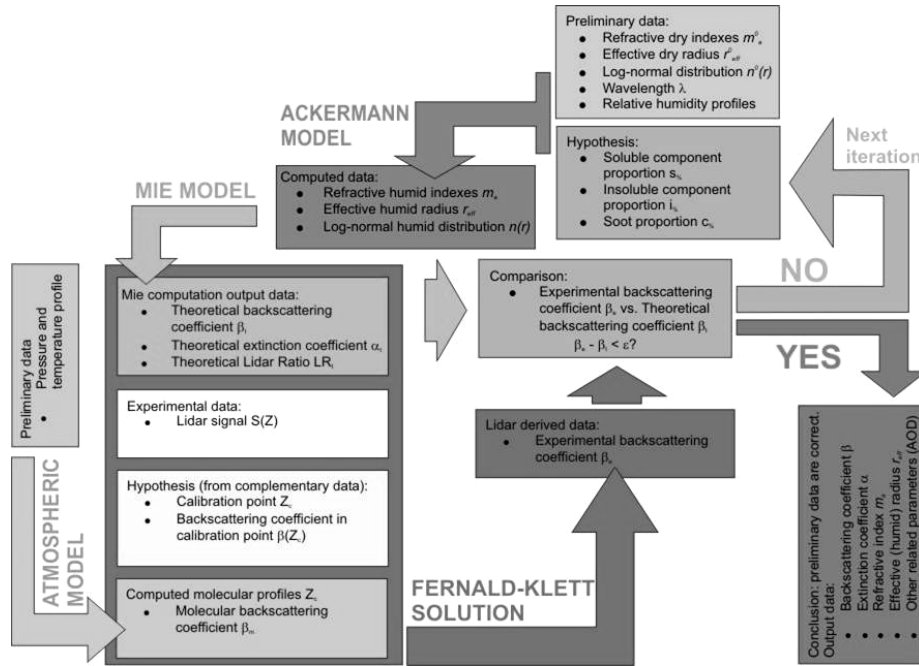 Preliminary data:
● Refractive dry indexes m⁰ₑ
● Effective dry radius r⁰eff
● Log-normal distribution n⁰(r)
● Wavelength λ
● Relative humidity profiles
ACKERMANN
MODEL
Hypothesis:
● Soluble component
proportion s%
● Insoluble component
proportion i%
● Soot proportion c%
Next
iteration
MIE MODEL
Computed data:
● Refractive humid indexes mₑ
● Effective humid radius reff
● Log-normal humid distribution n(r)
Preliminary data
● Pressure and
temperature profile
Mie computation output data:
● Theoretical backscattering
coefficient βt
● Theoretical extinction coefficient αt
● Theoretical Lidar Ratio LRt
Comparison:
● Experimental backscattering
coefficient βe vs. Theoretical
backscattering coefficient βt
βe - βt < ε?
NO
YES
Experimental data:
● Lidar signal S(Z)
Lidar derived data:
● Experimental backscattering
coefficient βe
Hypothesis (from complementary data):
● Calibration point Zc
● Backscattering coefficient in
calibration point β(Zc)
ATMOSPHERIC
MODEL
Computed molecular profiles Zc
● Molecular backscattering
coefficient βm
FERNALD-KLETT
SOLUTION
Conclusion: preliminary data are correct.
Output data:
● Backscattering coefficient β
● Extinction coefficient α
● Refractive index mₑ
● Effective (humid) radius reff
● Other related parameters (AOD)